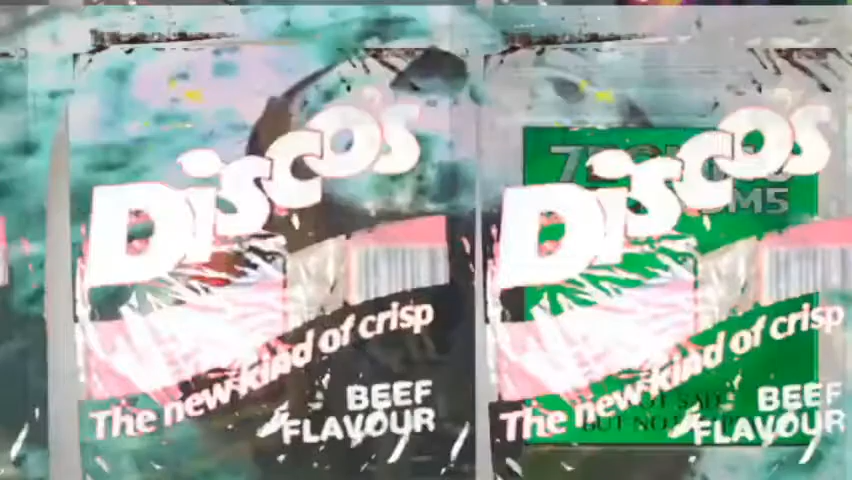 Discos
The new kind of crisp
BEEF
FLAVOUR
Discos
The new kind of crisp
BEEF
FLAVOUR